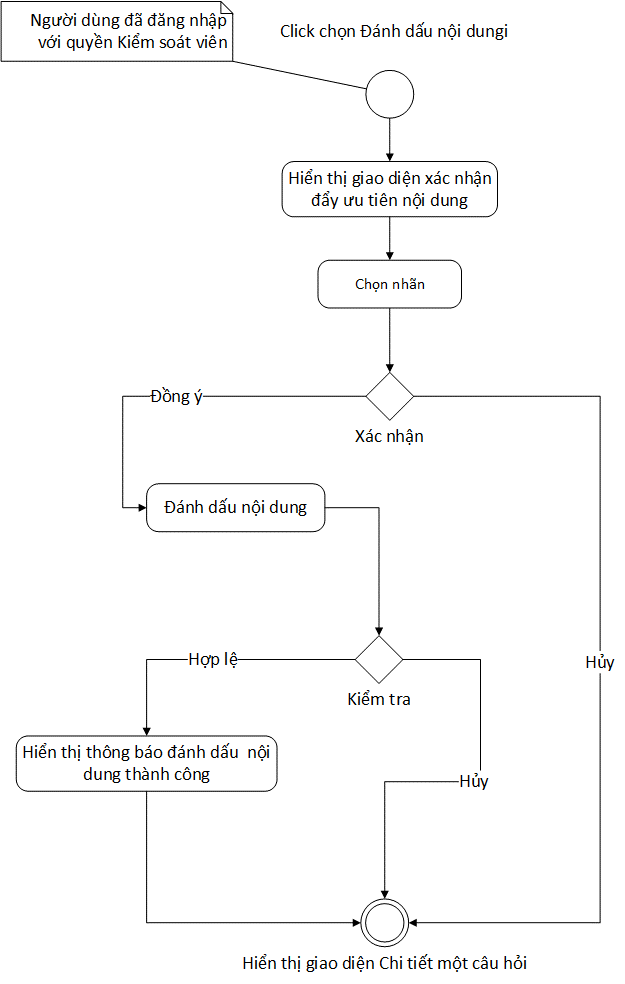 Người dùng đã đăng nhập
với quyền Kiểm soát viên
Click chọn Đánh dấu nội dungi
Hiển thị giao diện xác nhận
đẩy ưu tiên nội dung
Chọn nhãn
Đồng ý
Xác nhận
Đánh dấu nội dung
Hợp lệ
Hủy
Kiểm tra
Hiển thị thông báo đánh dấu nội
dung thành công
Hủy
Hiển thị giao diện Chi tiết một câu hỏi